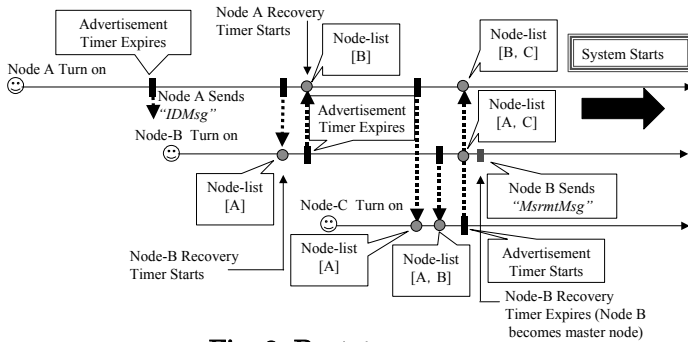 Advertisement
Timer Expires
Node A Recovery
Timer Starts
Node-list
[B]
Node-list
[B, C]
System Starts
Node A Turn on
Node A Sends
“IDMsg”
Advertisement
Timer Expires
Node-list
[A, C]
Node-B Turn on
Node-list
[A]
Node B Sends
“MsrmtMsg”
Node-C Turn on
Node-B Recovery
Timer Starts
Node-list
[A]
Node-list
[A, B]
Advertisement
Timer Starts
Node-B Recovery
Timer Expires (Node B
becomes master node)